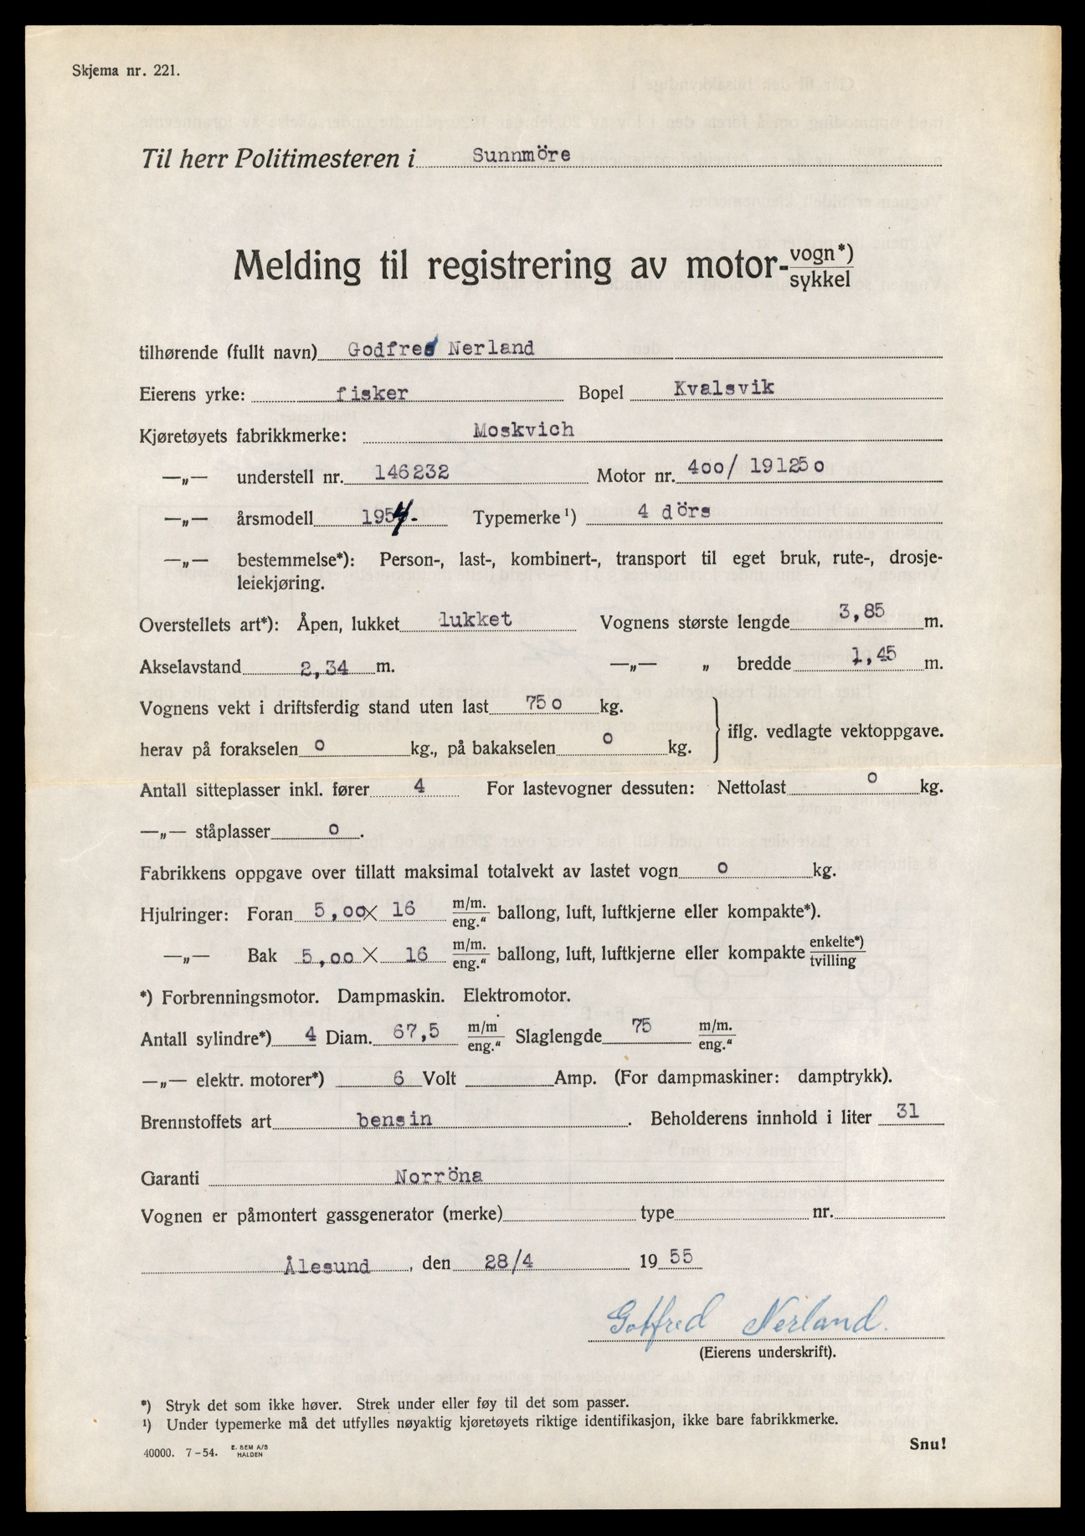 Skjema nr. 221.
Til herr Politimesteren i Sunnmöre
Melding til registrering av motor- vogn*) sykkel
tilhørende (fullt navn) Godfred Nerland
Eierens yrke: fisker Bopel Kvalsvik
Kjøretøyets fabrikkmerke: Moskvich
—„— understell nr. 146232 Motor nr. 400/ 191250
—„— årsmodell 1954. Typemerke¹) 4 dörs
—„— bestemmelse*): Person-, last-, kombinert-, transport til eget bruk, rute-, drosje-
leiekjøring.
Overstellets art*): Åpen, lukket lukket Vognens største lengde 3,85 m.
Akselavstand 2,34 m. —„— „ bredde 1,45 m.
Vognens vekt i driftsferdig stand uten last 750 kg.
herav på forakselen 0 kg., på bakakselen 0 kg. } iflg. vedlagte vektoppgave.
Antall sitteplasser inkl. fører 4 For lastevogner dessuten: Nettolast 0 kg.
—„— ståplasser 0 .
Fabrikkens oppgave over tillatt maksimal totalvekt av lastet vogn 0 kg.
Hjulringer: Foran 5,00 X 16 m/m. eng.“ ballong, luft, luftkjerne eller kompakte*).
—„— Bak 5,00 X 16 m/m. eng.“ ballong, luft, luftkjerne eller kompakte enkelte*) tvilling
*) Forbrenningsmotor. Dampmaskin. Elektromotor.
Antall sylindre*) 4 Diam. 67,5 m/m eng.“ Slaglengde 75 m/m. eng.“
—„— elektr. motorer*) 6 Volt Amp. (For dampmaskiner: damptrykk).
Brennstoffets art bensin . Beholderens innhold i liter 31
Garanti Norröna
Vognen er påmontert gassgenerator (merke) type nr.
Ålesund , den 28/4 19 55
Gotfred Nerland.
(Eierens underskrift).
*) Stryk det som ikke høver. Strek under eller føy til det som passer.
¹) Under typemerke må det utfylles nøyaktig kjøretøyets riktige identifikasjon, ikke bare fabrikkmerke.
40000. 7–54. E. SEM A/S HALDEN
Snu!